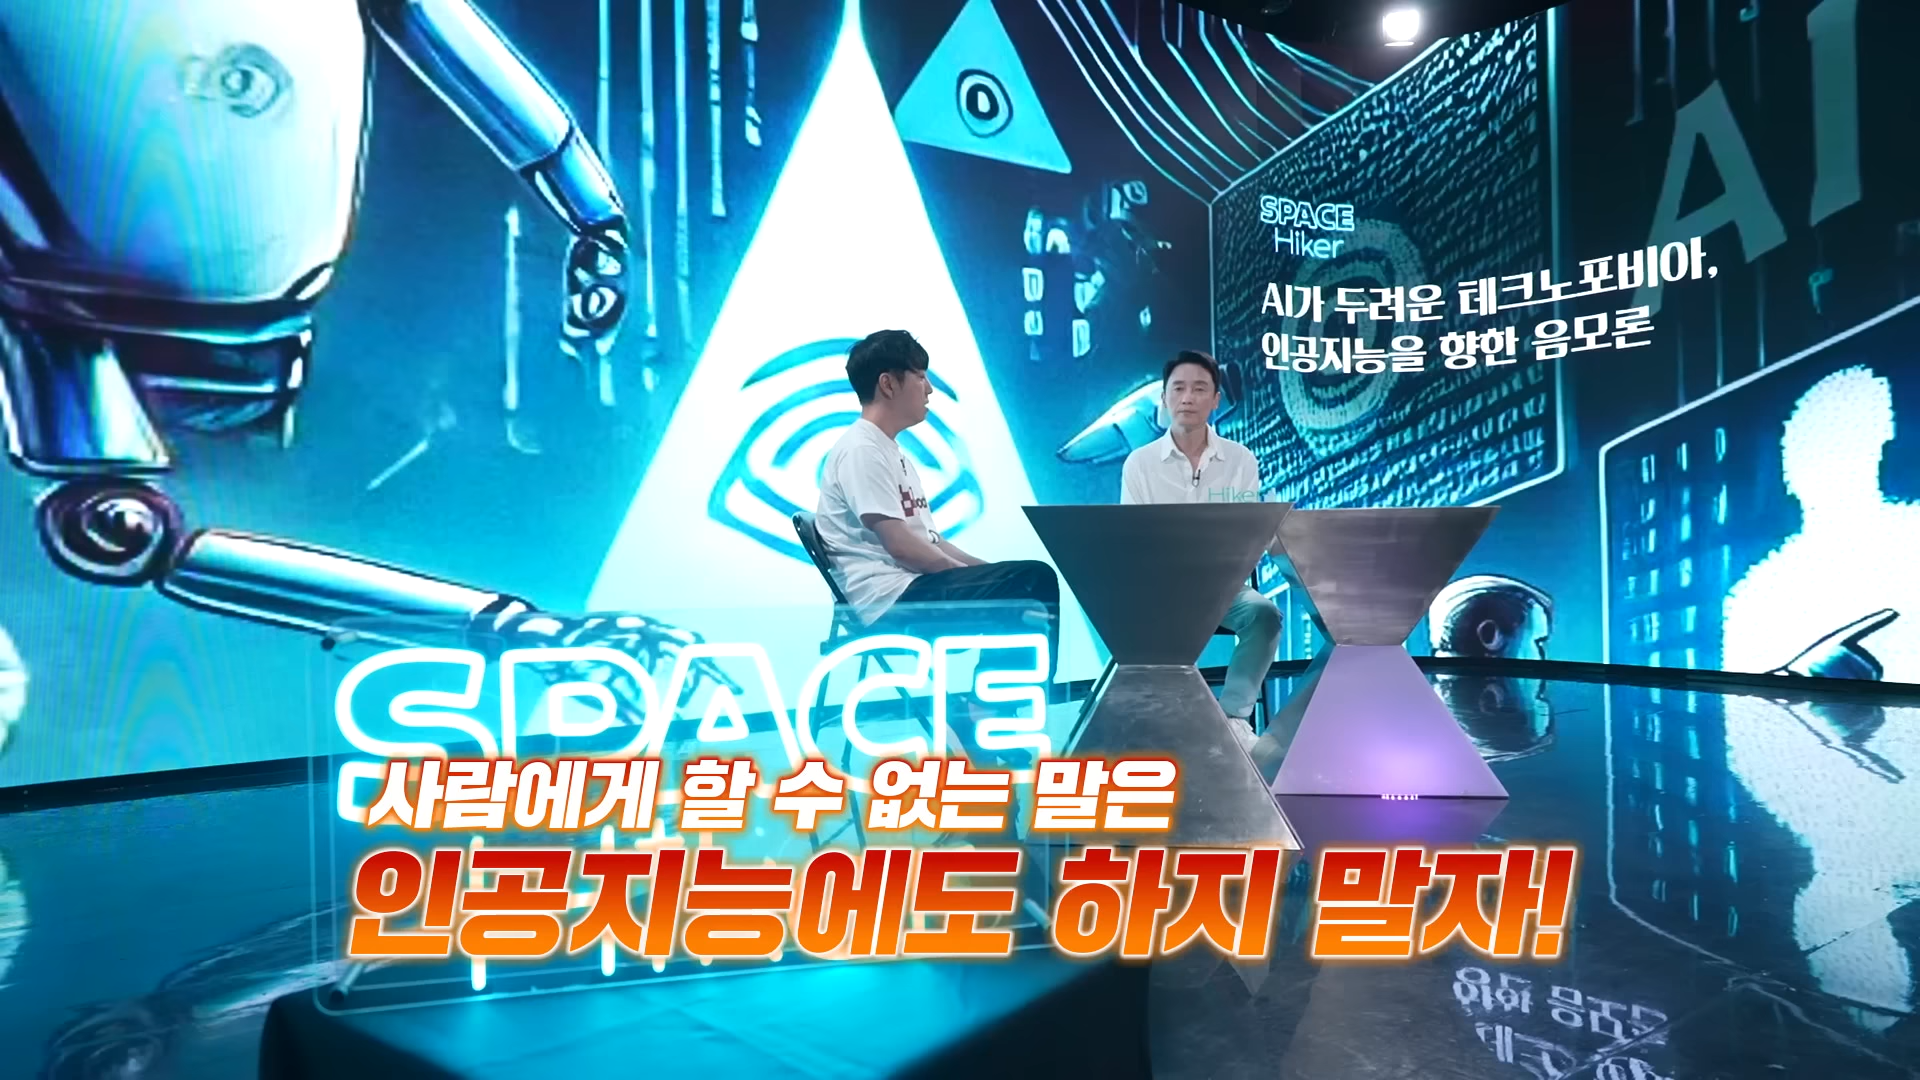 AI
SPACE
Hiker
AI가 두려운 테크노포비아,
인공지능을 향한 음모론
Hiker
SPACE
사람에게 할 수 없는 말은
인공지능에도 하지 말자!